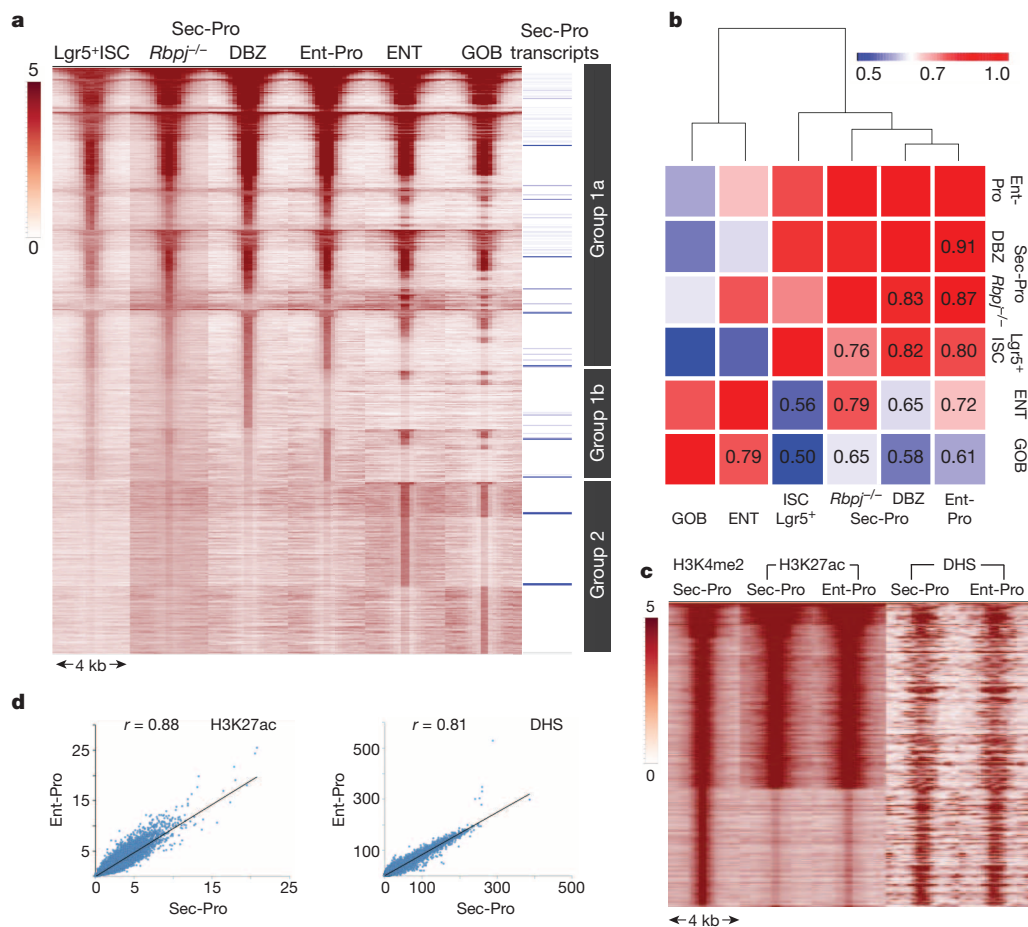 a
Sec-Pro
Sec-Pro transcripts
Lgr5⁺ISC Rbpj⁻/⁻ DBZ Ent-Pro ENT GOB
5
0
Group 1a
Group 1b
Group 2
4 kb
b
0.5 0.7 1.0
Ent-Pro
DBZ
Rbpj⁻/⁻
Sec-Pro
Lgr5⁺ ISC
ENT
GOB
0.91
0.83 0.87
0.76 0.82 0.80
0.56 0.79 0.65 0.72
0.79 0.50 0.65 0.58 0.61
GOB ENT ISC Lgr5⁺ Rbpj⁻/⁻ DBZ Ent-Pro
Sec-Pro
c
H3K4me2 H3K27ac DHS
Sec-Pro Sec-Pro Ent-Pro Sec-Pro Ent-Pro
5
0
4 kb
d
r = 0.88 H3K27ac
Ent-Pro
25
15
5
0 5 15 25
Sec-Pro
r = 0.81 DHS
Ent-Pro
500
300
100
0 100 300 500
Sec-Pro